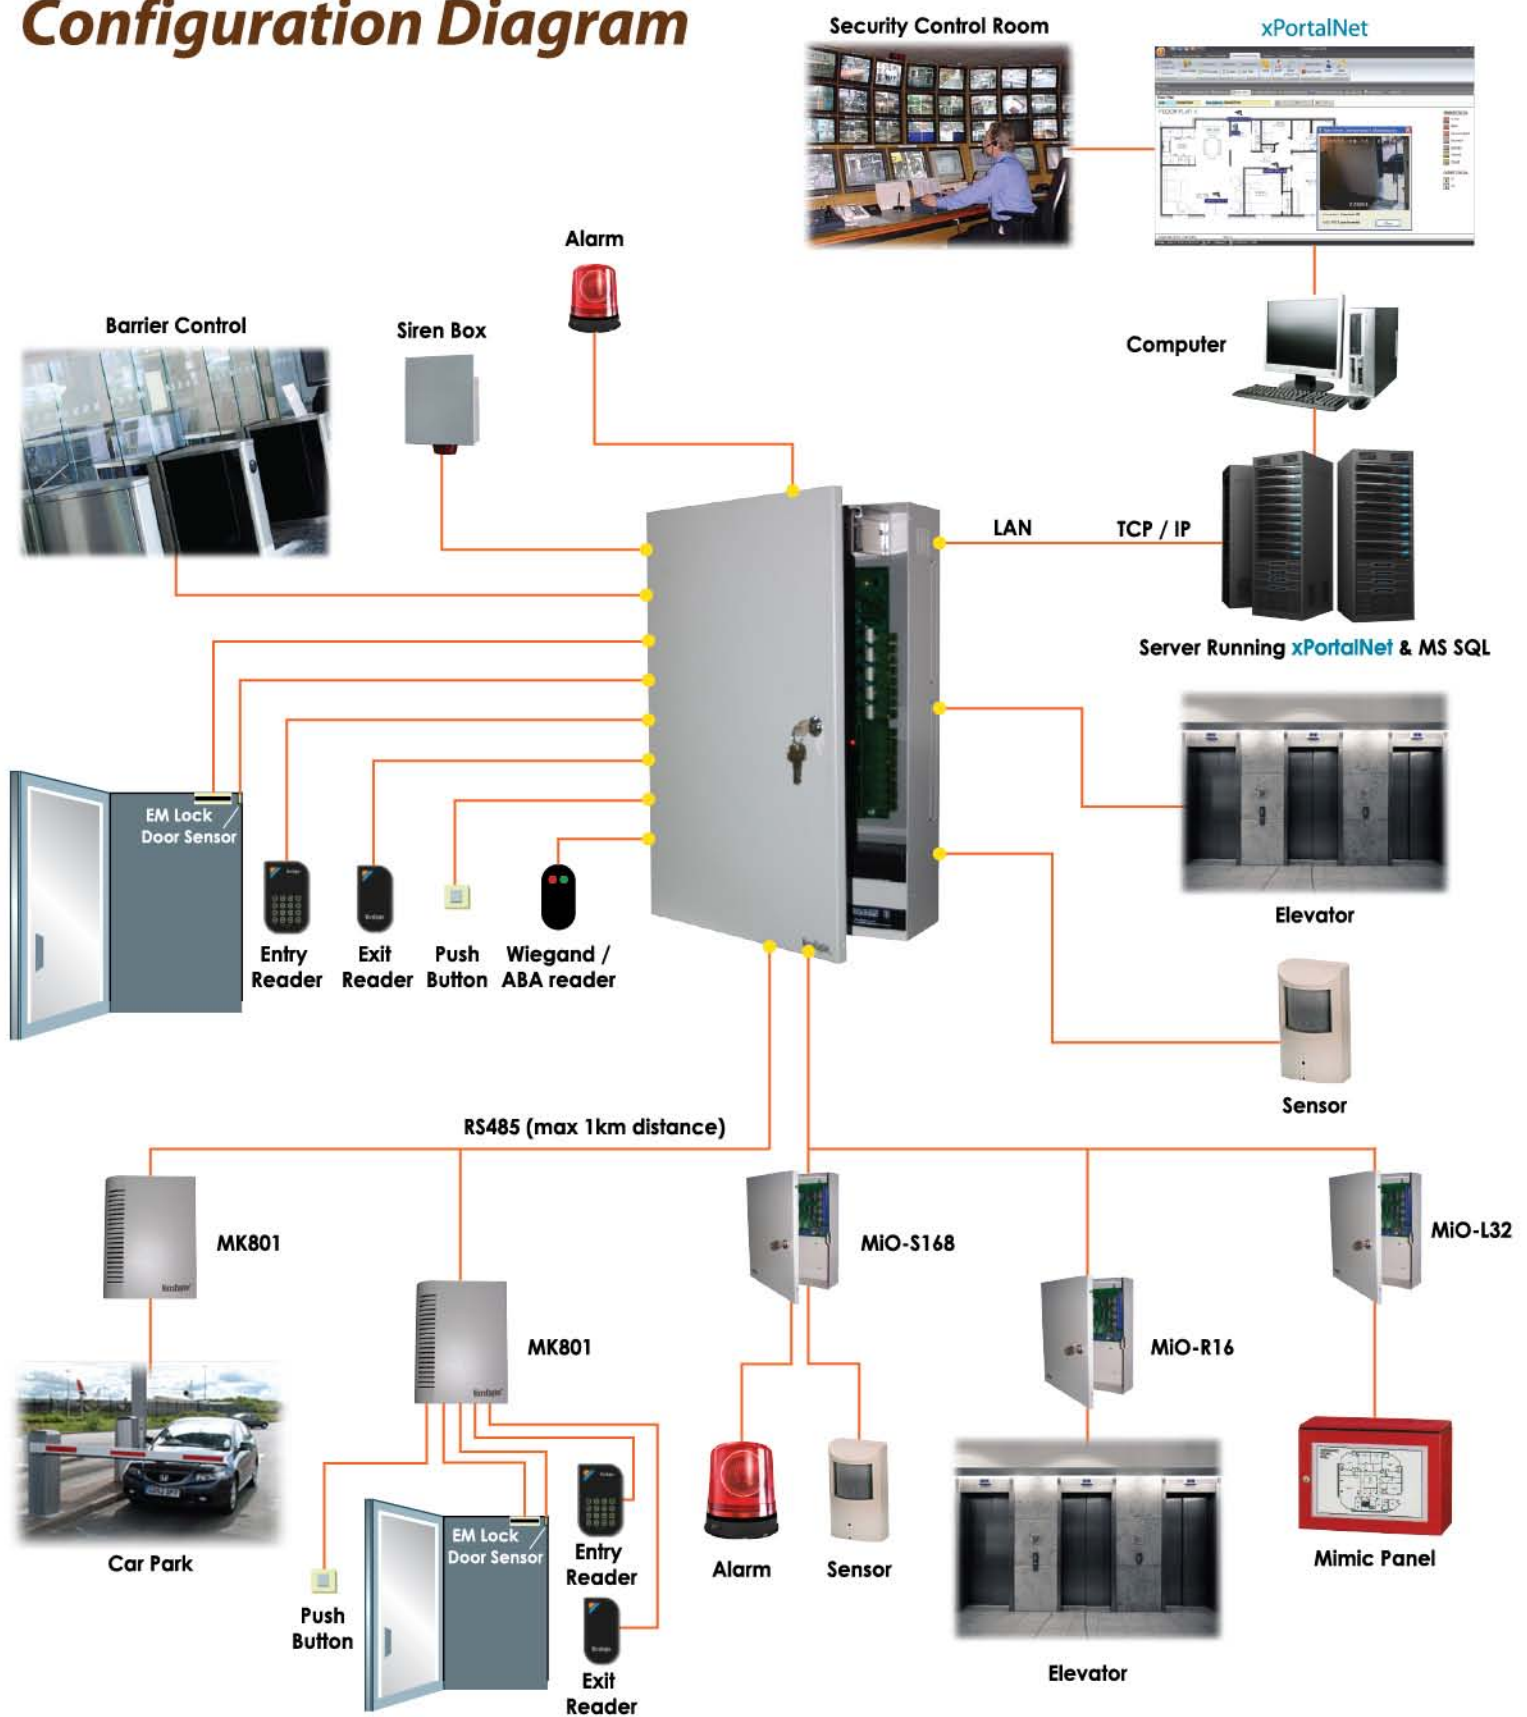 Configuration Diagram
Security Control Room
xPortalNet
Alarm
Barrier Control
Siren Box
Computer
LAN
TCP / IP
Server Running xPortalNet & MS SQL
EM Lock
Door Sensor
Entry
Reader
Exit
Reader
Push
Button
Wiegand /
ABA reader
Elevator
Sensor
RS485 (max 1km distance)
MK801
MiO-S168
MiO-L32
MK801
MiO-R16
Car Park
Push
Button
EM Lock
Door Sensor
Entry
Reader
Exit
Reader
Alarm
Sensor
Elevator
Mimic Panel